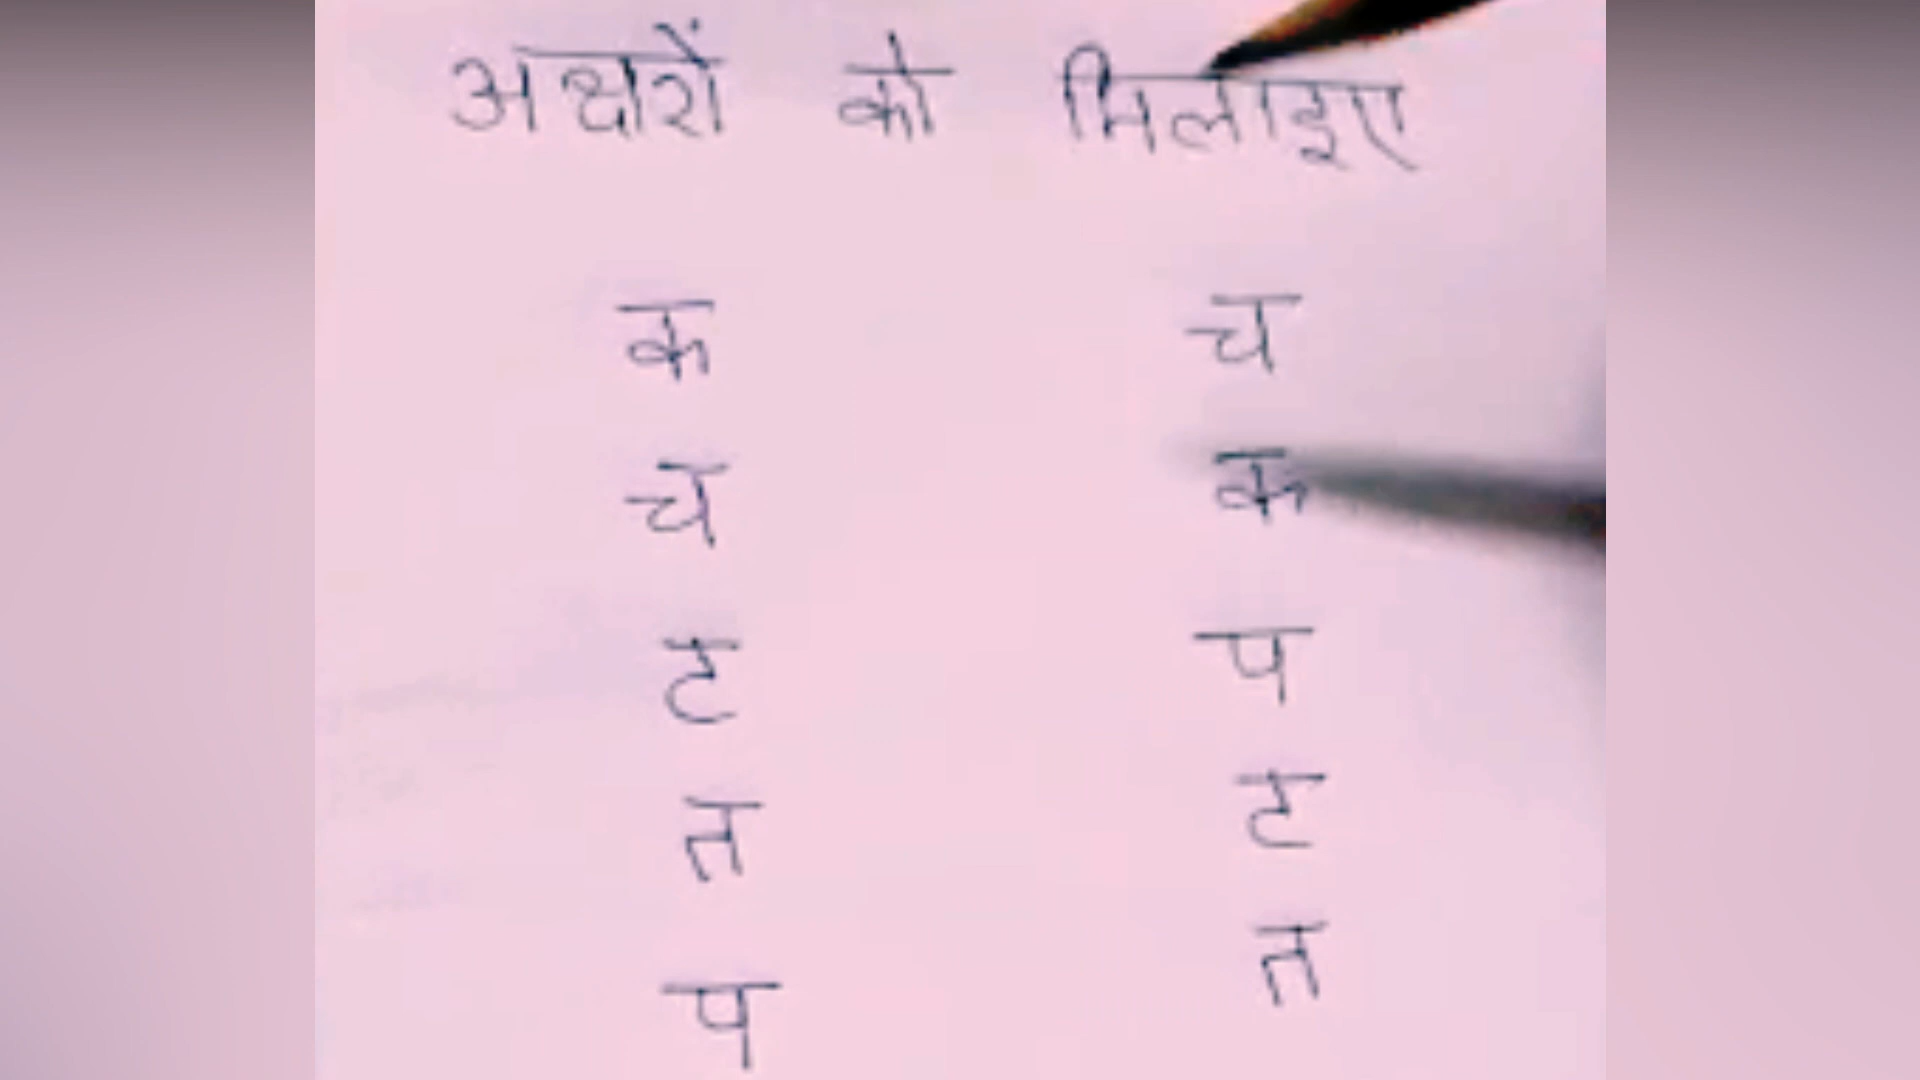 अक्षरों को मिलाइए
क च
च क
ट प
त ट
प त